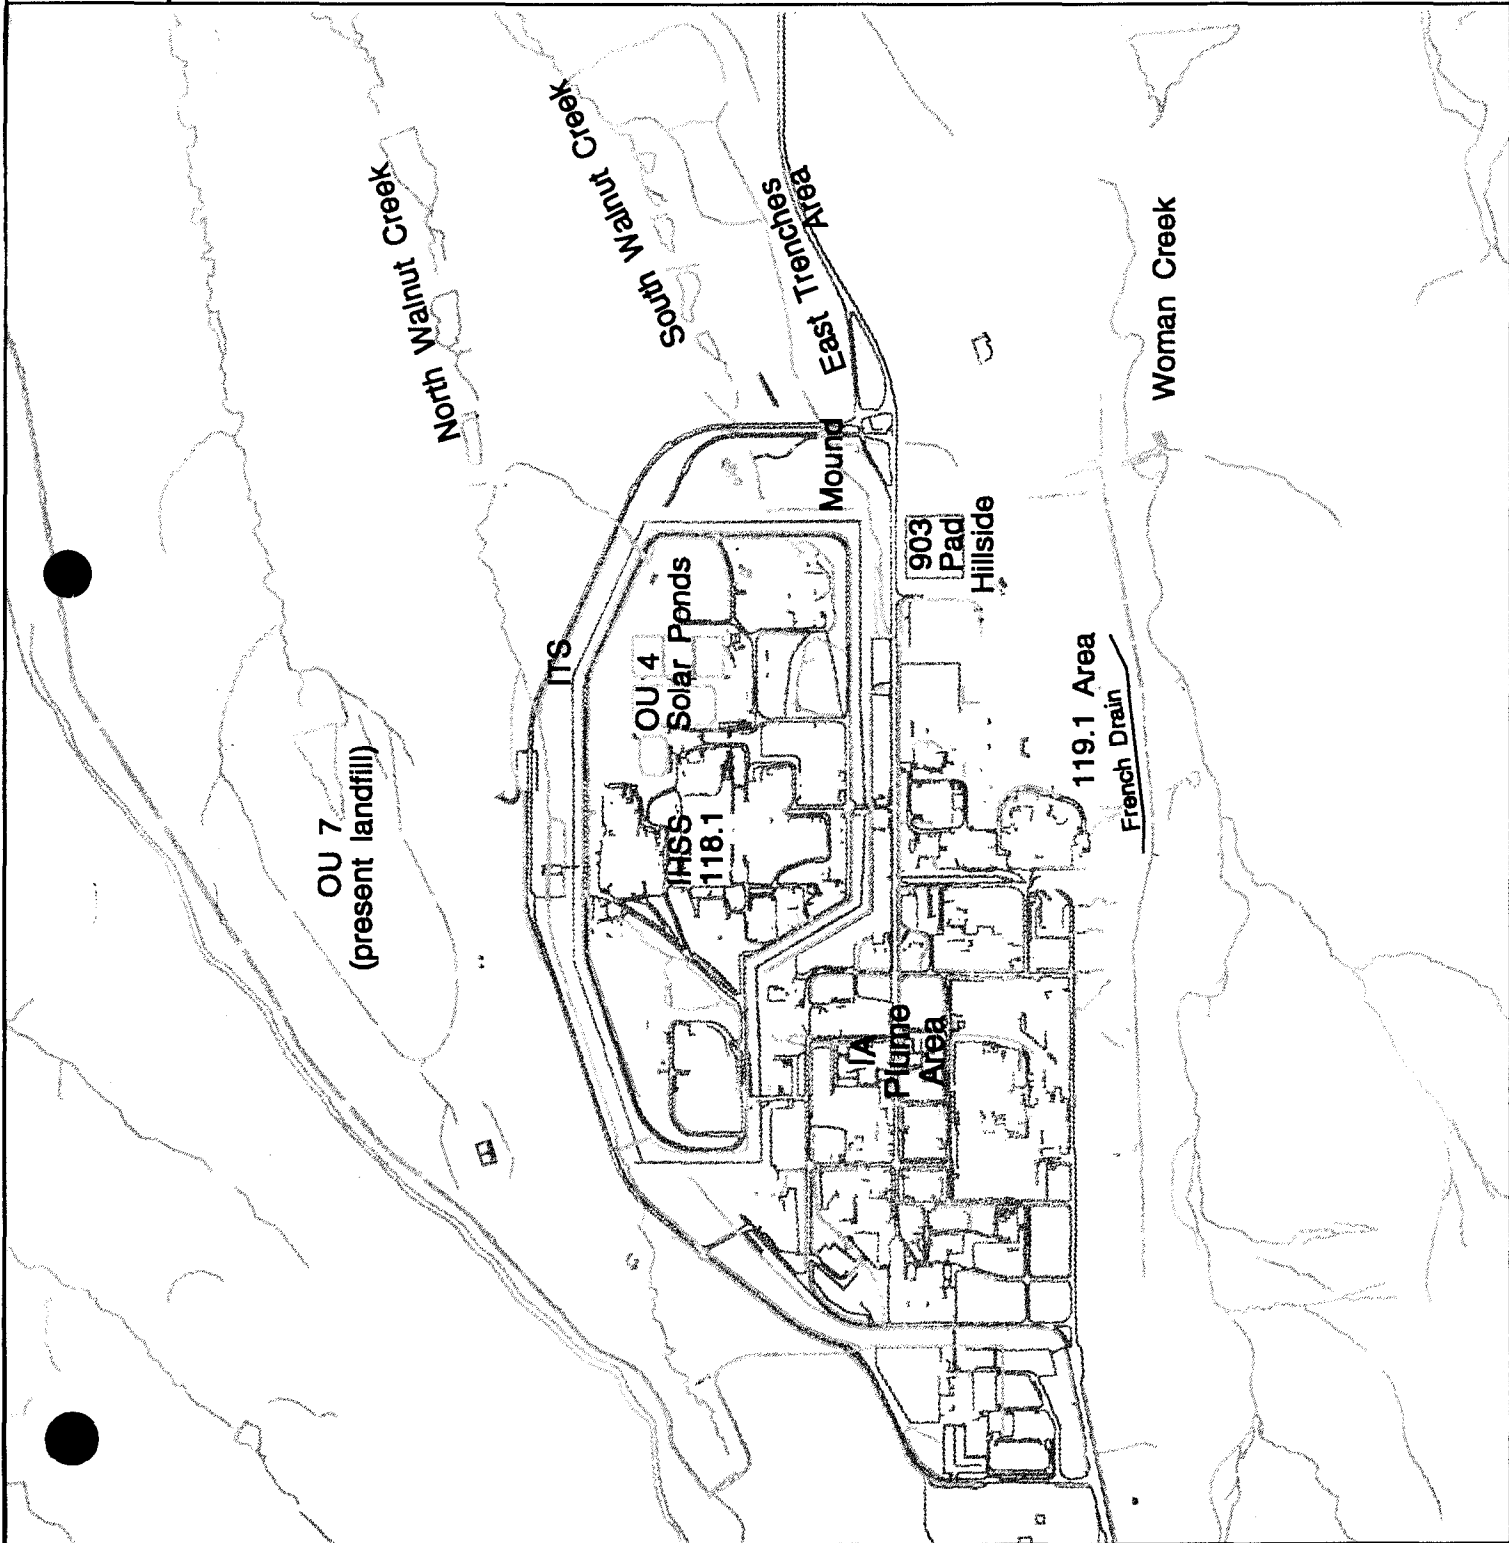 North Walnut Creek
South Walnut Creek
East Trenches
Area
Woman Creek
Mound
903
Pad
Hillside
ITS
OU 4
Solar Ponds
119.1 Area
French Drain
OU 7
(present landfill)
IHSS
118.1
IA
Plume
Area